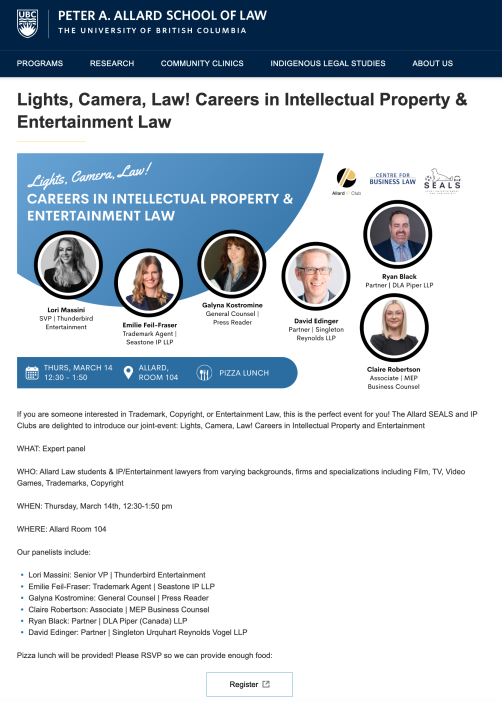 UBC
PETER A. ALLARD SCHOOL OF LAW
THE UNIVERSITY OF BRITISH COLUMBIA
PROGRAMS
RESEARCH
COMMUNITY CLINICS
INDIGENOUS LEGAL STUDIES
ABOUT US
Lights, Camera, Law! Careers in Intellectual Property &
Entertainment Law
Lights, Camera, Law!
CAREERS IN INTELLECTUAL PROPERTY &
ENTERTAINMENT LAW
Allard Club
CENTRE FOR
BUSINESS LAW
SEALS
Lori Massini
SVP | Thunderbird
Entertainment
Emilie Feil-Fraser
Trademark Agent |
Seastone IP LLP
Galyna Kostromine
General Counsel |
Press Reader
David Edinger
Partner | Singleton
Reynolds LLP
Ryan Black
Partner | DLA Piper LLP
Claire Robertson
Associate | MEP
Business Counsel
THURS, MARCH 14
12:30 - 1:50
ALLARD,
ROOM 104
PIZZA LUNCH
If you are someone interested in Trademark, Copyright, or Entertainment Law, this is the perfect event for you! The Allard SEALS and IP
Clubs are delighted to introduce our joint-event: Lights, Camera, Law! Careers in Intellectual Property and Entertainment
WHAT: Expert panel
WHO: Allard Law students & IP/Entertainment lawyers from varying backgrounds, firms and specializations including Film, TV, Video
Games, Trademarks, Copyright
WHEN: Thursday, March 14th, 12:30-1:50 pm
WHERE: Allard Room 104
Our panelists include:
• Lori Massini: Senior VP | Thunderbird Entertainment
• Emilie Feil-Fraser: Trademark Agent | Seastone IP LLP
• Galyna Kostromine: General Counsel | Press Reader
• Claire Robertson: Associate | MEP Business Counsel
• Ryan Black: Partner | DLA Piper (Canada) LLP
• David Edinger: Partner | Singleton Urquhart Reynolds Vogel LLP
Pizza lunch will be provided! Please RSVP so we can provide enough food:
Register